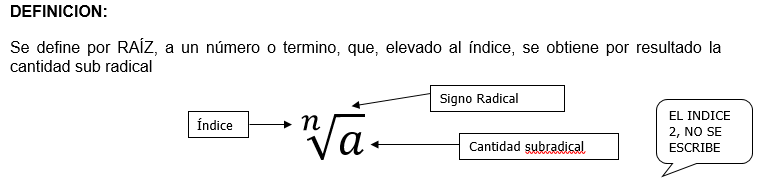 DEFINICION:
Se define por RAÍZ, a un número o termino, que, elevado al índice, se obtiene por resultado la
cantidad sub radical
Signo Radical
Índice
n√a
Cantidad subradical
EL INDICE
2, NO SE
ESCRIBE